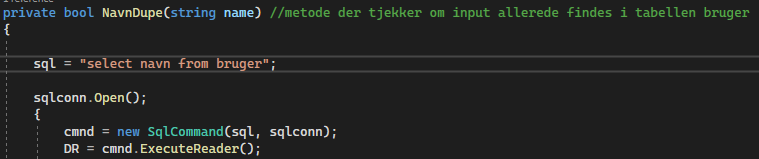 private bool NavnDupe(string name) //metode der tjekker om input allerede findes i tabellen bruger
{
sql = "select navn from bruger";
sqlconn.Open();
{
cmnd = new SqlCommand(sql, sqlconn);
DR = cmnd.ExecuteReader();